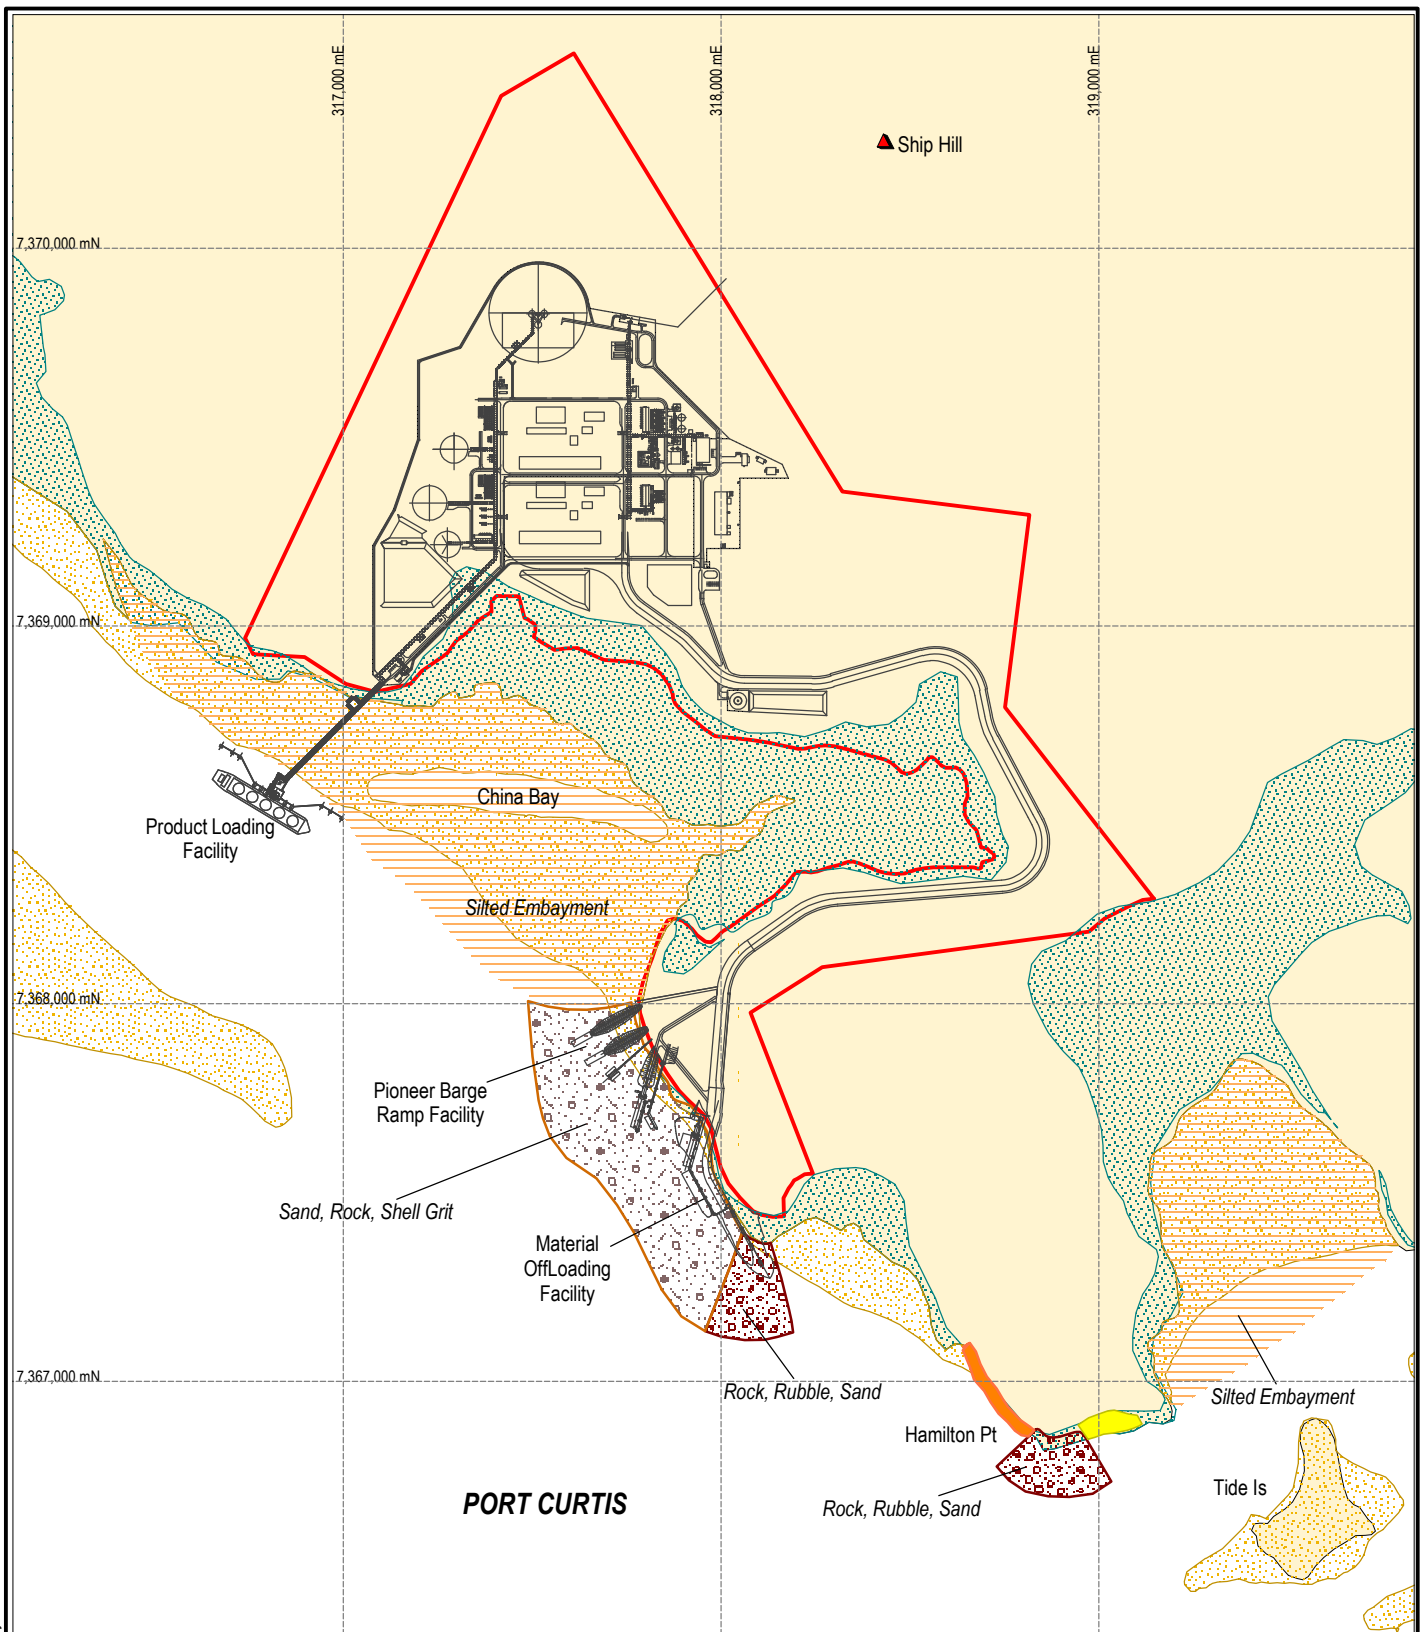 317,000 mE
318,000 mE
319,000 mE
Ship Hill
7,370,000 mN
7,369,000 mN
China Bay
Product Loading
Facility
Silted Embayment
7,368,000 mN
Pioneer Barge
Ramp Facility
Sand, Rock, Shell Grit
Material
OffLoading
Facility
7,367,000 mN
Rock, Rubble, Sand
Silted Embayment
Hamilton Pt
Tide Is
PORT CURTIS
Rock, Rubble, Sand